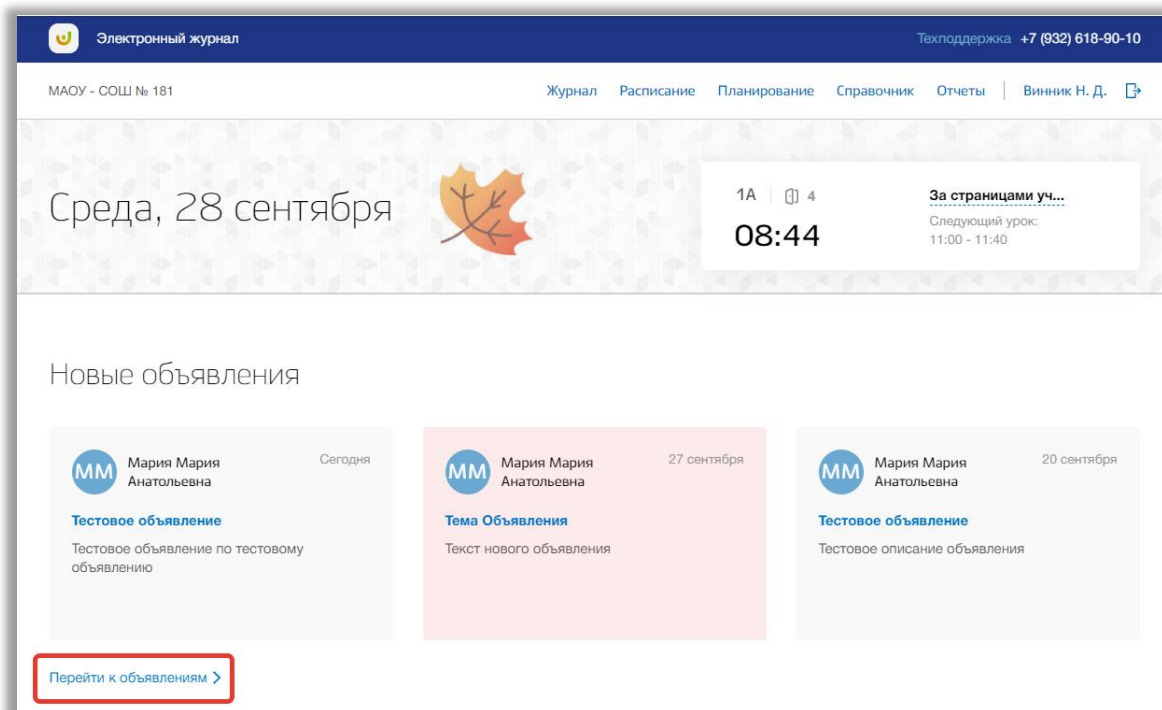 Электронный журнал
Техподдержка +7 (932) 618-90-10
МАОУ - СОШ № 181
Журнал Расписание Планирование Справочник Отчеты Винник Н. Д.
Среда, 28 сентября
1А 4
08:44
За страницами уч...
Следующий урок:
11:00 - 11:40
Новые объявления
ММ
Мария Мария
Анатольевна
Сегодня
Тестовое объявление
Тестовое объявление по тестовому
объявлению
ММ
Мария Мария
Анатольевна
27 сентября
Тема Объявления
Текст нового объявления
ММ
Мария Мария
Анатольевна
20 сентября
Тестовое объявление
Тестовое описание объявления
Перейти к объявлениям